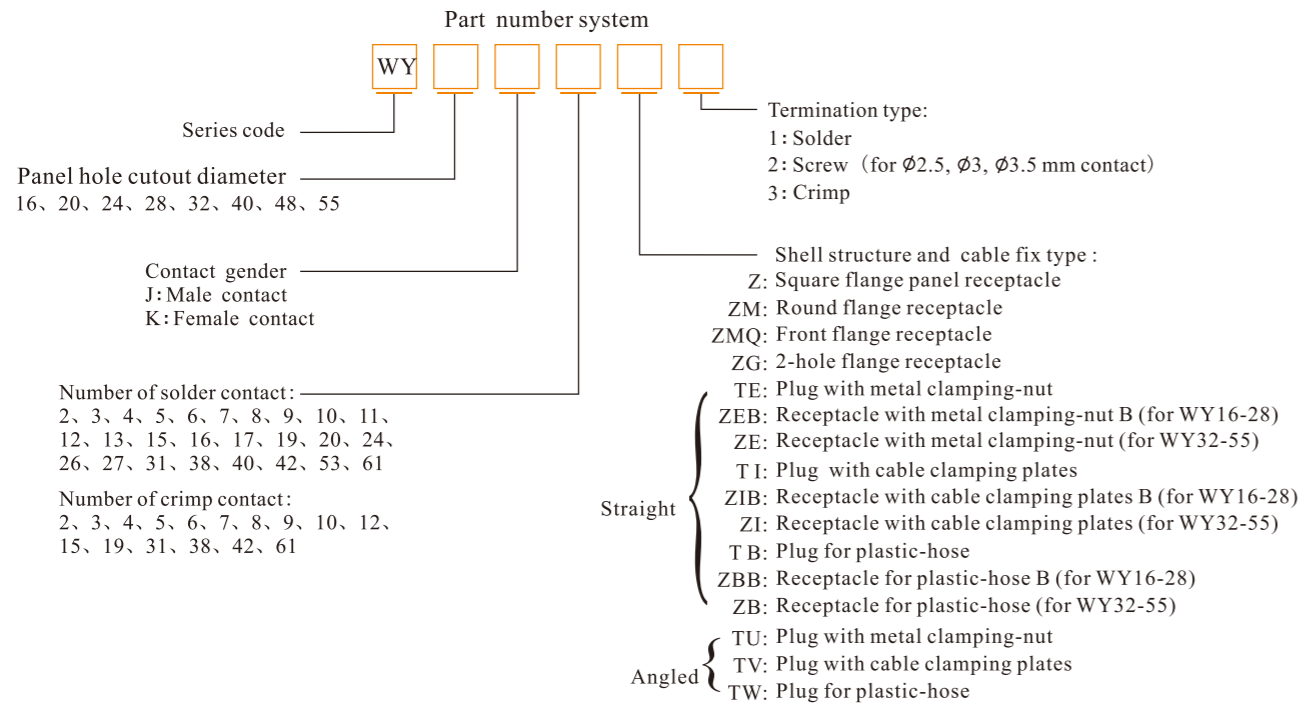 Part number system
WY
Series code
Panel hole cutout diameter
16、20、24、28、32、40、48、55
Contact gender
J:Male contact
K:Female contact
Number of solder contact:
2、3、4、5、6、7、8、9、10、11、
12、13、15、16、17、19、20、24、
26、27、31、38、40、42、53、61
Number of crimp contact:
2、3、4、5、6、7、8、9、10、12、
15、19、31、38、42、61
Termination type:
1:Solder
2:Screw（for Ø2.5, Ø3, Ø3.5 mm contact）
3:Crimp
Shell structure and cable fix type :
Z: Square flange panel receptacle
ZM: Round flange receptacle
ZMQ: Front flange receptacle
ZG: 2-hole flange receptacle
Straight
TE: Plug with metal clamping-nut
ZEB: Receptacle with metal clamping-nut B (for WY16-28)
ZE: Receptacle with metal clamping-nut (for WY32-55)
T I: Plug with cable clamping plates
ZIB: Receptacle with cable clamping plates B (for WY16-28)
ZI: Receptacle with cable clamping plates (for WY32-55)
T B: Plug for plastic-hose
ZBB: Receptacle for plastic-hose B (for WY16-28)
ZB: Receptacle for plastic-hose (for WY32-55)
Angled
TU: Plug with metal clamping-nut
TV: Plug with cable clamping plates
TW: Plug for plastic-hose